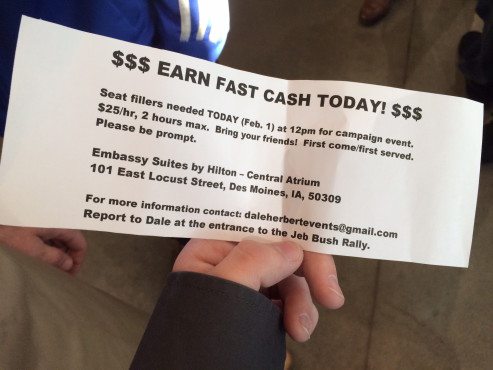 $$$ EARN FAST CASH TODAY! $$$
Seat fillers needed TODAY (Feb. 1) at 12pm for campaign event.
$25/hr, 2 hours max. Bring your friends! First come/first served.
Please be prompt.
Embassy Suites by Hilton – Central Atrium
101 East Locust Street, Des Moines, IA, 50309
For more information contact: daleherbertevents@gmail.com
Report to Dale at the entrance to the Jeb Bush Rally.